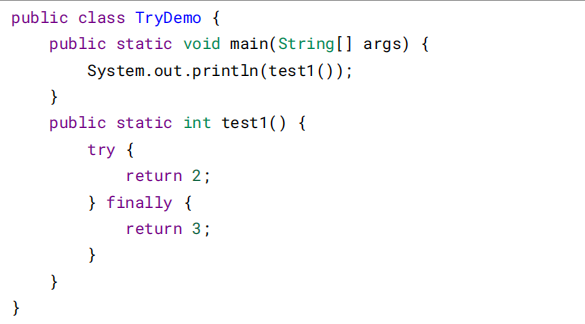 public class TryDemo {
    public static void main(String[] args) {
        System.out.println(test1());
    }
    public static int test1() {
        try {
            return 2;
        } finally {
            return 3;
        }
    }
}